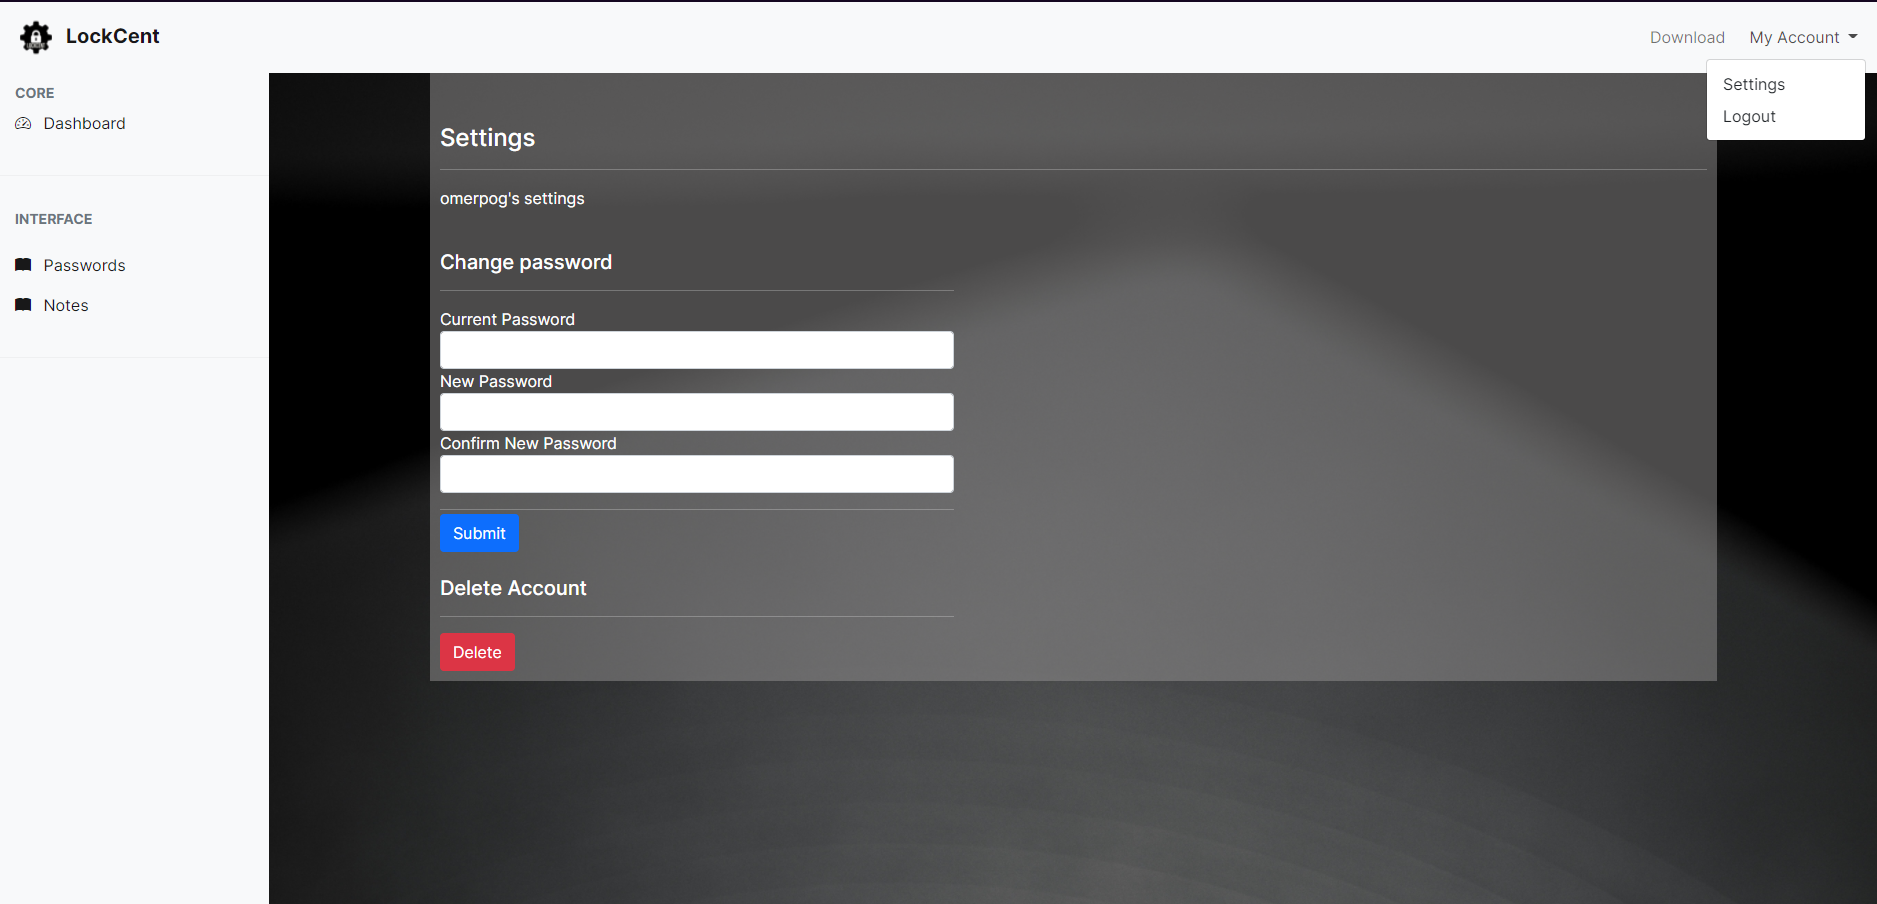 LockCent
Download
My Account
Settings
Logout
CORE
Dashboard
INTERFACE
Passwords
Notes
Settings
omerpog's settings
Change password
Current Password
New Password
Confirm New Password
Submit
Delete Account
Delete